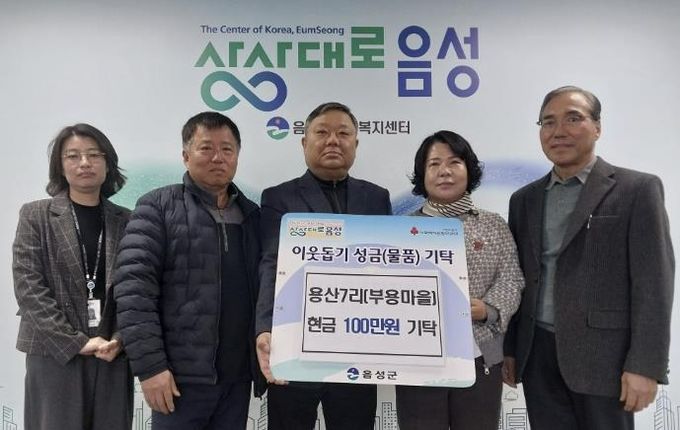 The Center of Korea, EumSeong
상상대로 음성
음 복지센터
상상대로 음성
이웃돕기 성금(물품) 기탁
용산7리(부용마을)
현금 100만원 기탁
음성군